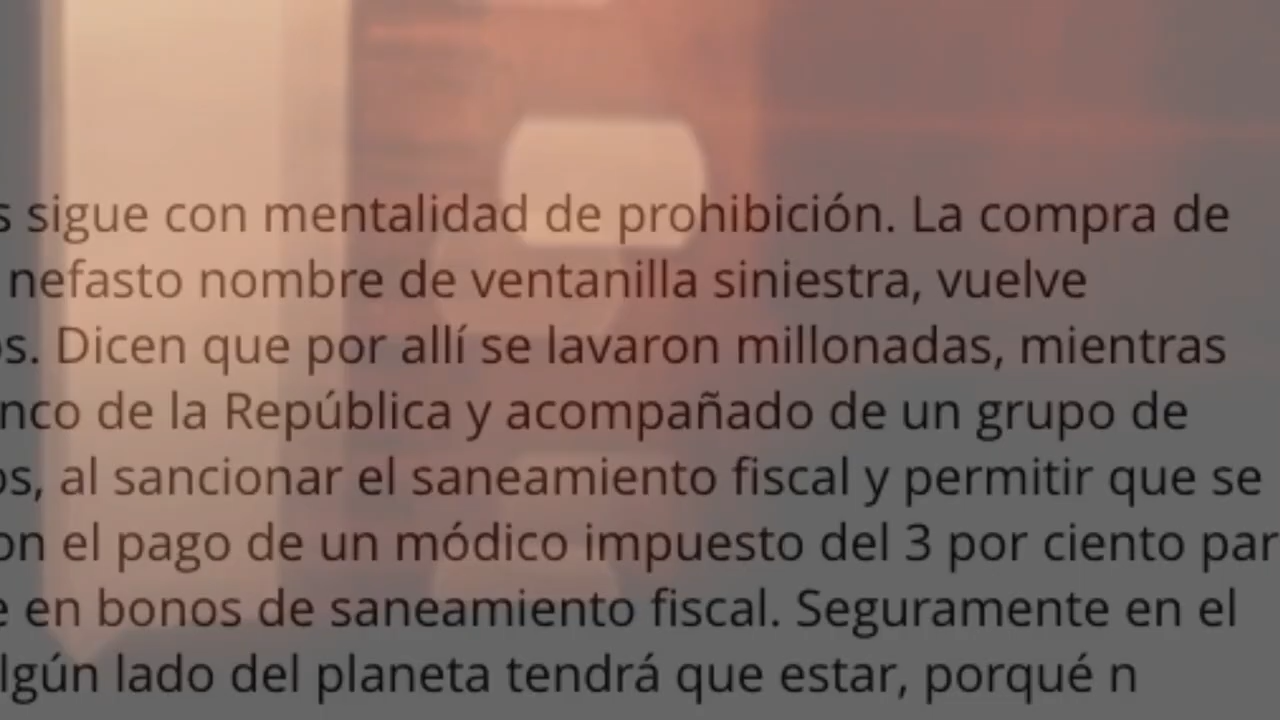 s sigue con mentalidad de prohibición. La compra de
nefasto nombre de ventanilla siniestra, vuelve
os. Dicen que por allí se lavaron millonadas, mientras
nco de la República y acompañado de un grupo de
os, al sancionar el saneamiento fiscal y permitir que se
on el pago de un módico impuesto del 3 por ciento par
e en bonos de saneamiento fiscal. Seguramente en el
lgún lado del planeta tendrá que estar, porqué n